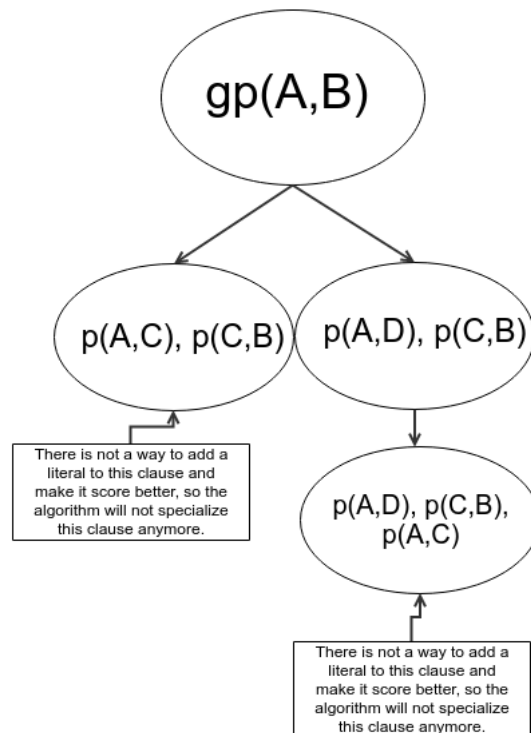 gp(A,B)
p(A,C), p(C,B)
p(A,D), p(C,B)
There is not a way to add a
literal to this clause and
make it score better, so the
algorithm will not specialize
this clause anymore.
p(A,D), p(C,B),
p(A,C)
There is not a way to add a
literal to this clause and
make it score better, so the
algorithm will not specialize
this clause anymore.